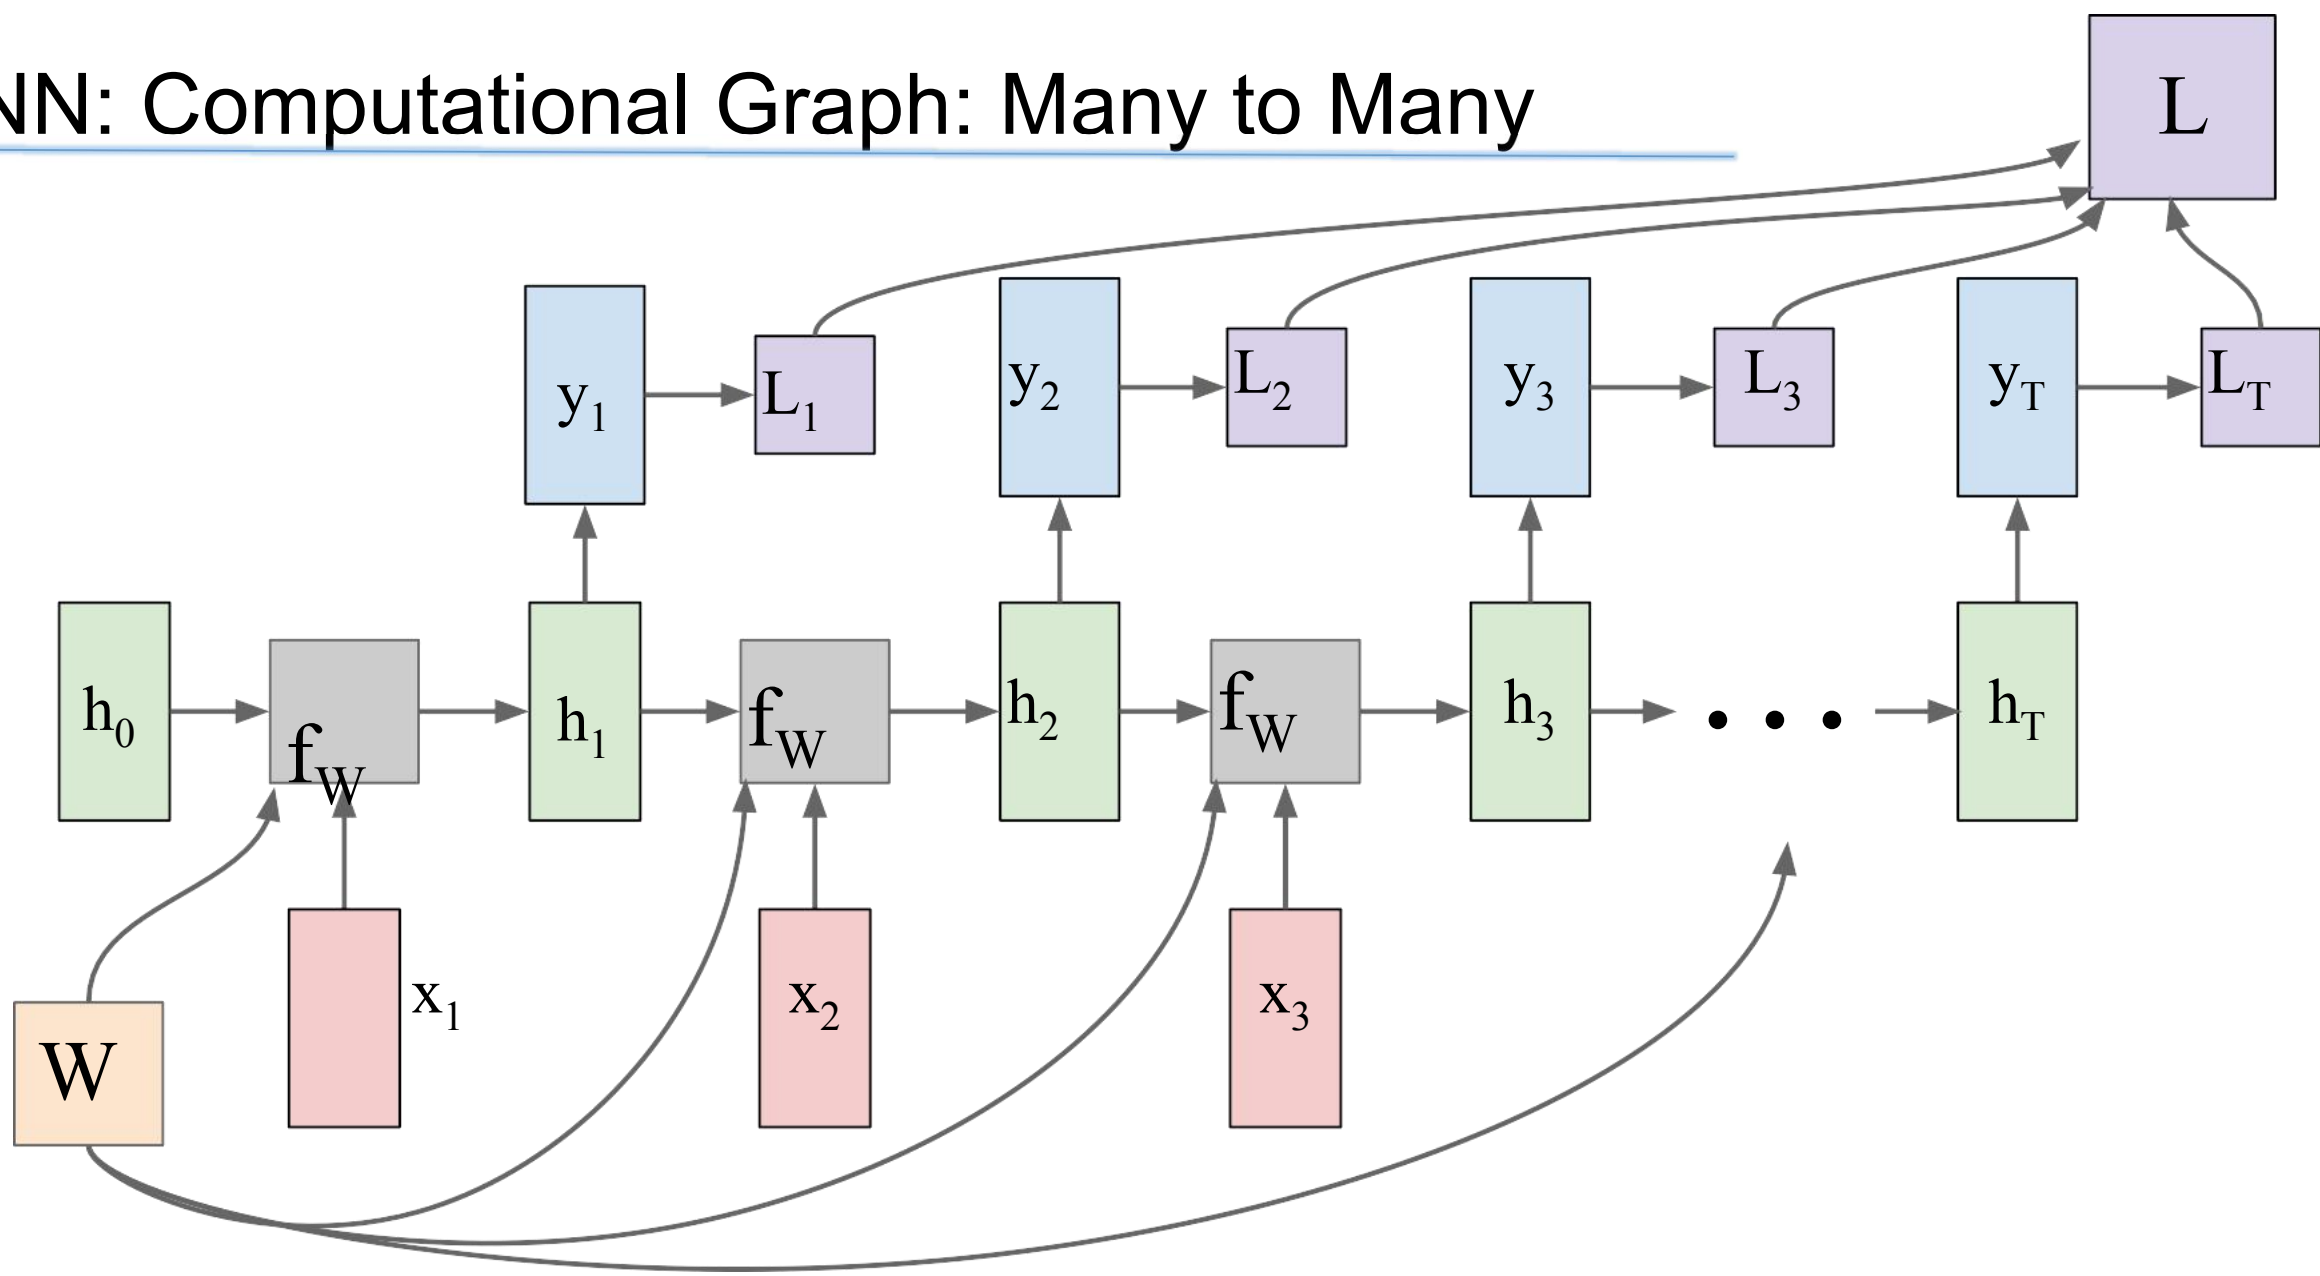 NN: Computational Graph: Many to Many
L
y1 L1 y2 L2 y3 L3 yT LT
h0 fW h1 fW h2 fW h3 . . . hT
x1 x2 x3
W